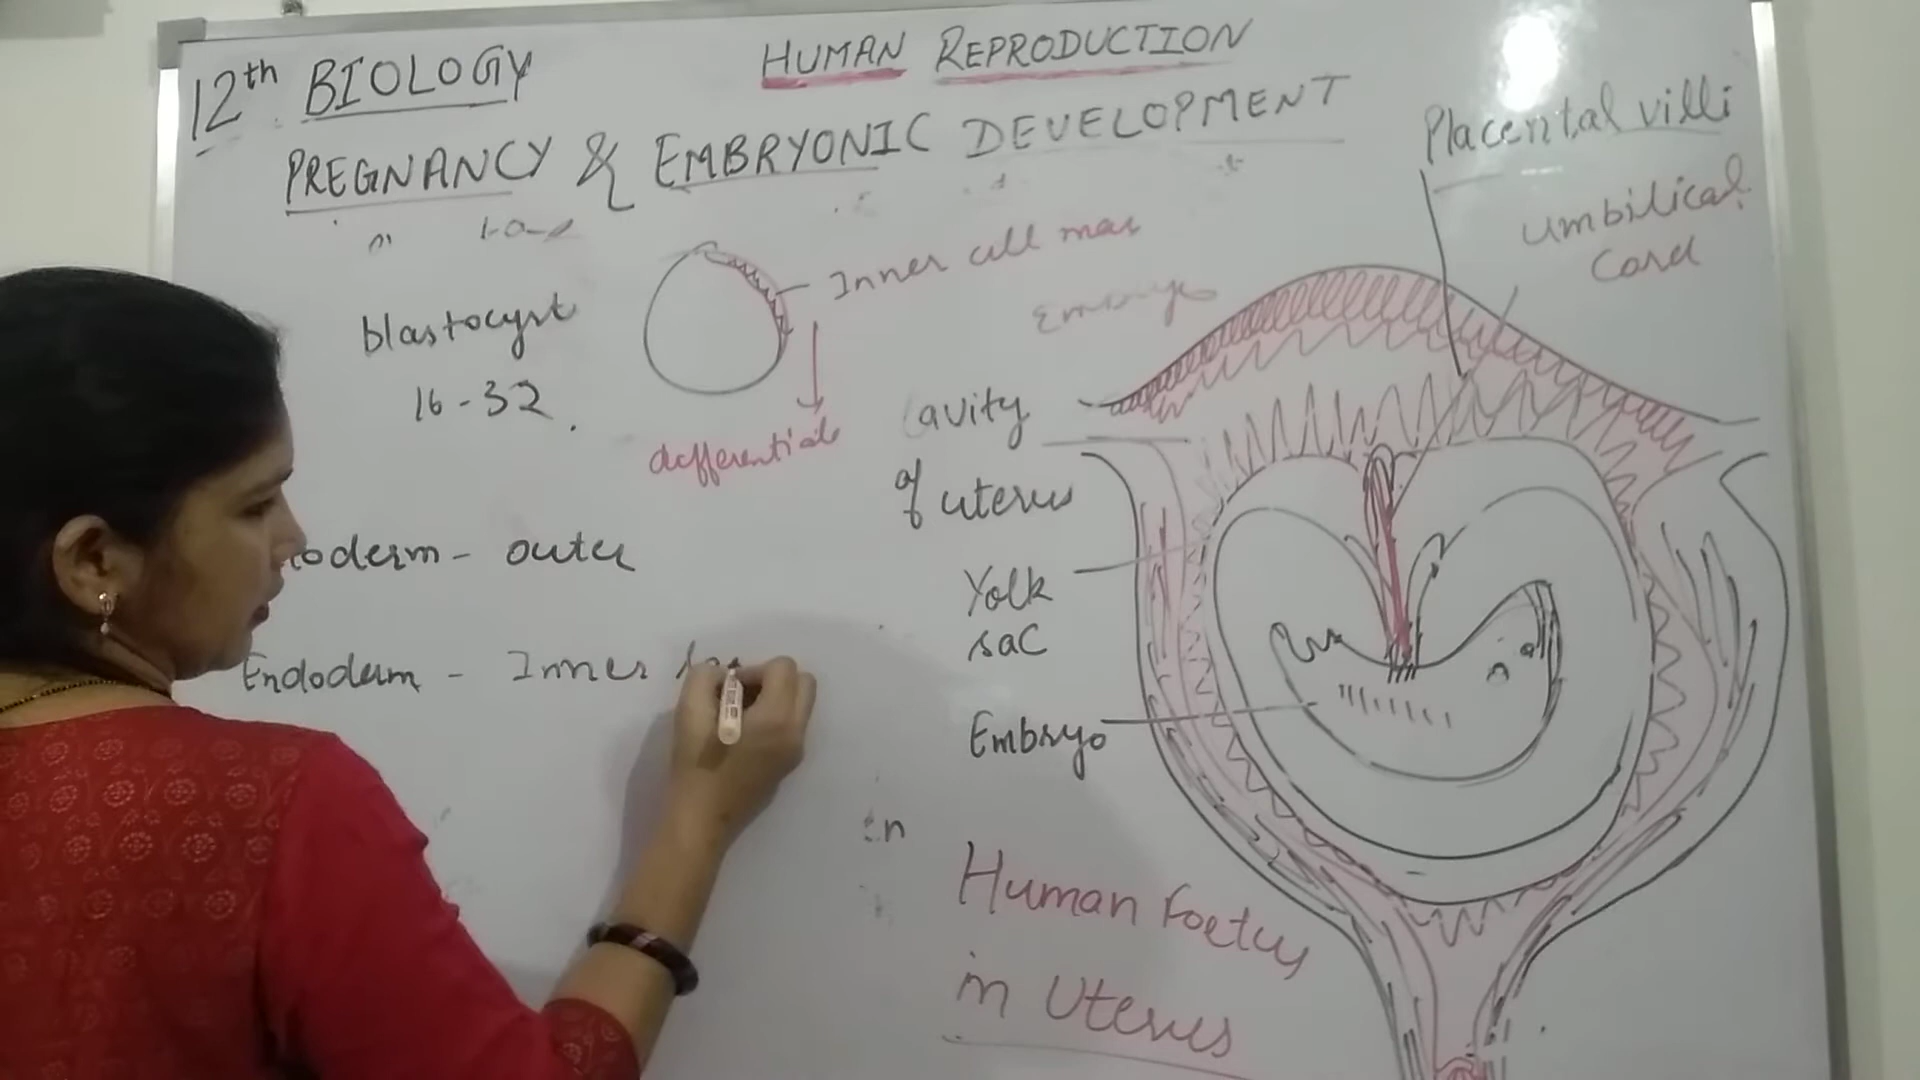 12th BIOLOGY
HUMAN REPRODUCTION
PREGNANCY & EMBRYONIC DEVELOPMENT
Placental villi
umbilical
cord
Inner cell mas
blastocyst
16-32
differentiate
Cavity
of uterus
oderm - outer
Yolk
sac
Endoderm - Inner
Embryo
Human Foetus
in Uterus